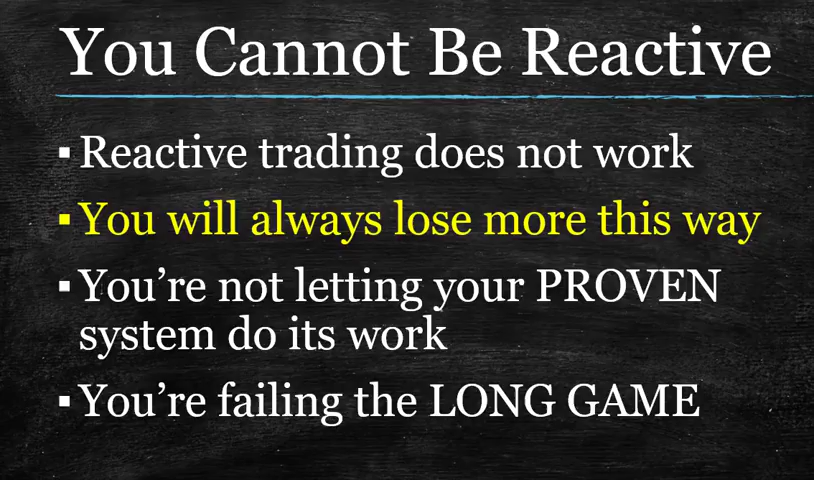 You Cannot Be Reactive
▪ Reactive trading does not work
▪ You will always lose more this way
▪ You’re not letting your PROVEN
system do its work
▪ You’re failing the LONG GAME